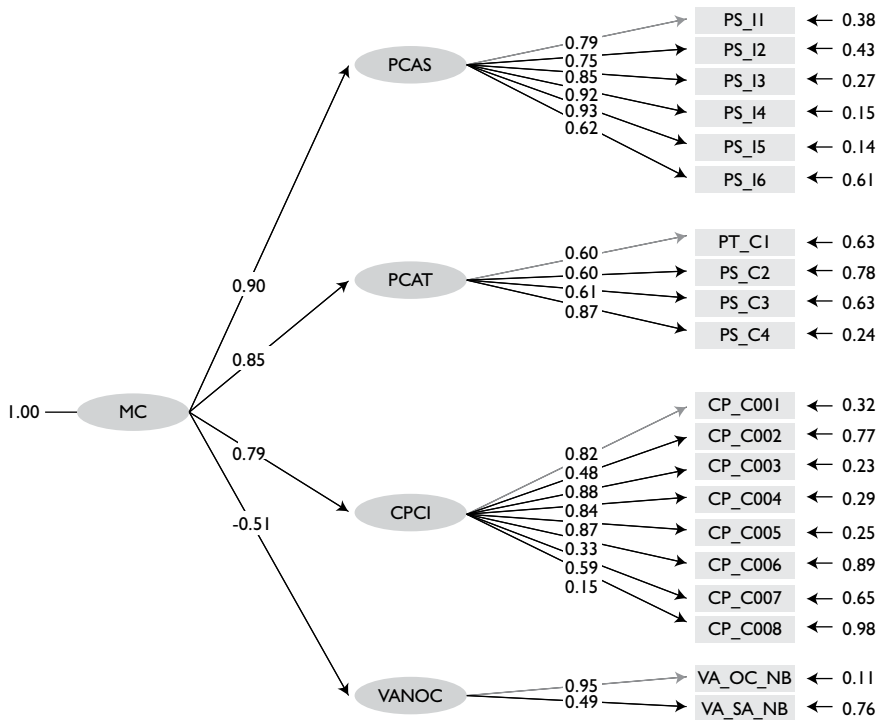 PS_I1 0.38
0.79
PS_I2 0.43
0.75
PCAS
0.85
PS_I3 0.27
0.92
PS_I4 0.15
0.93
0.62
PS_I5 0.14
PS_I6 0.61
PT_C1 0.63
0.60
0.60
PS_C2 0.78
PCAT
0.90
0.61
PS_C3 0.63
0.87
PS_C4 0.24
0.85
1.00 MC
CP_C001 0.32
CP_C002 0.77
0.79
0.82
CP_C003 0.23
0.48
0.88
CP_C004 0.29
0.84
CPCI
-0.51
0.87
CP_C005 0.25
0.33
CP_C006 0.89
0.59
0.15
CP_C007 0.65
CP_C008 0.98
VA_OC_NB 0.11
0.95
VANOC
0.49
VA_SA_NB 0.76